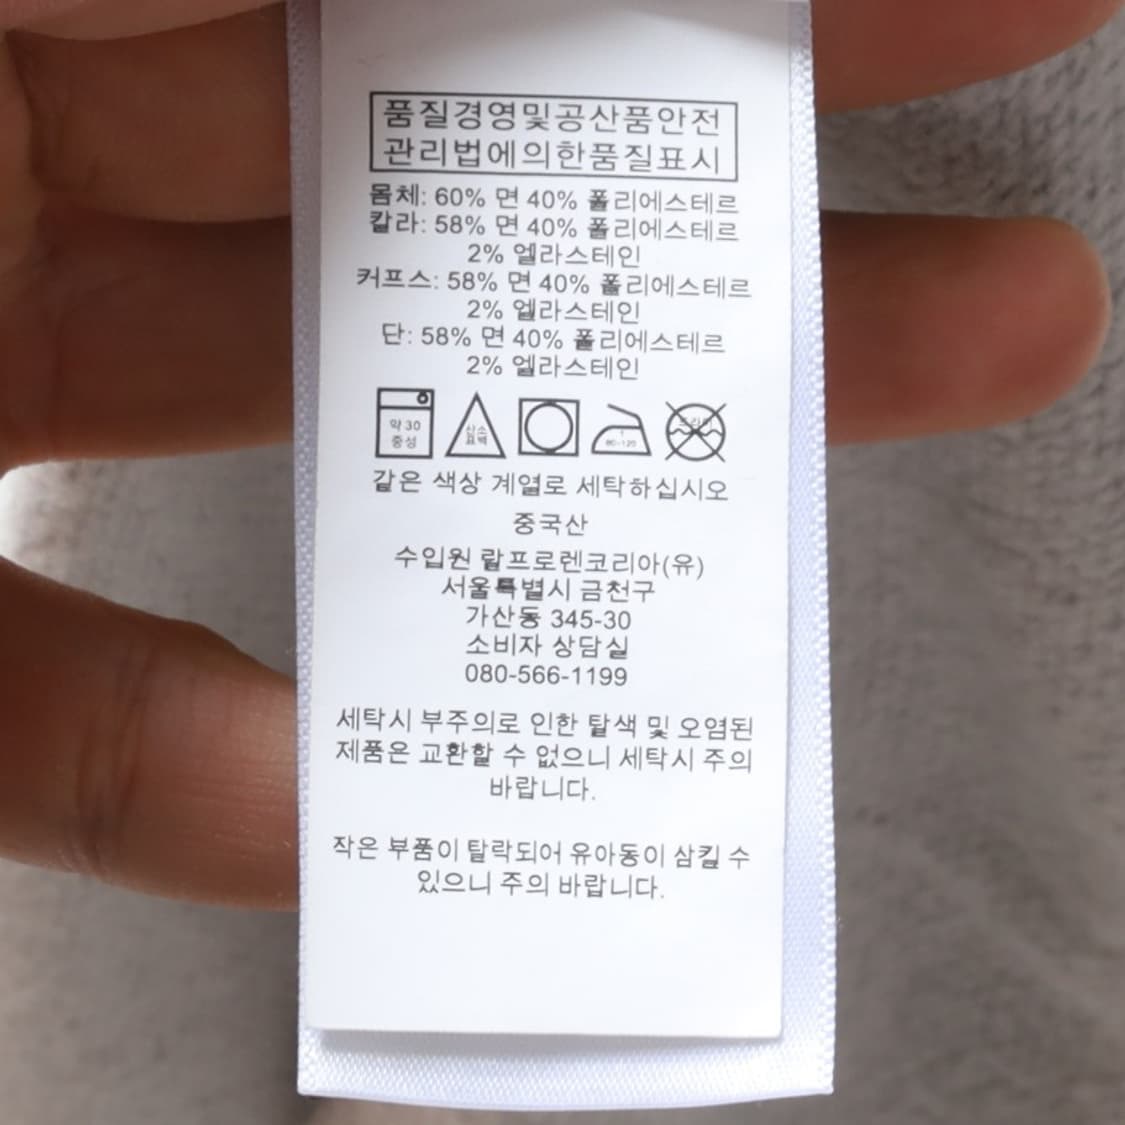 품질경영및공산품안전
관리법에의한품질표시
몸체: 60% 면 40% 폴리에스테르
칼라: 58% 면 40% 폴리에스테르
2% 엘라스테인
커프스: 58% 면 40% 폴리에스테르
2% 엘라스테인
단: 58% 면 40% 폴리에스테르
2% 엘라스테인
약 30
중성
산소
표백
1
80-120
드라이
같은 색상 계열로 세탁하십시오
중국산
수입원 랄프로렌코리아(유)
서울특별시 금천구
가산동 345-30
소비자 상담실
080-566-1199
세탁시 부주의로 인한 탈색 및 오염된
제품은 교환할 수 없으니 세탁시 주의
바랍니다.
작은 부품이 탈락되어 유아동이 삼킬 수
있으니 주의 바랍니다.